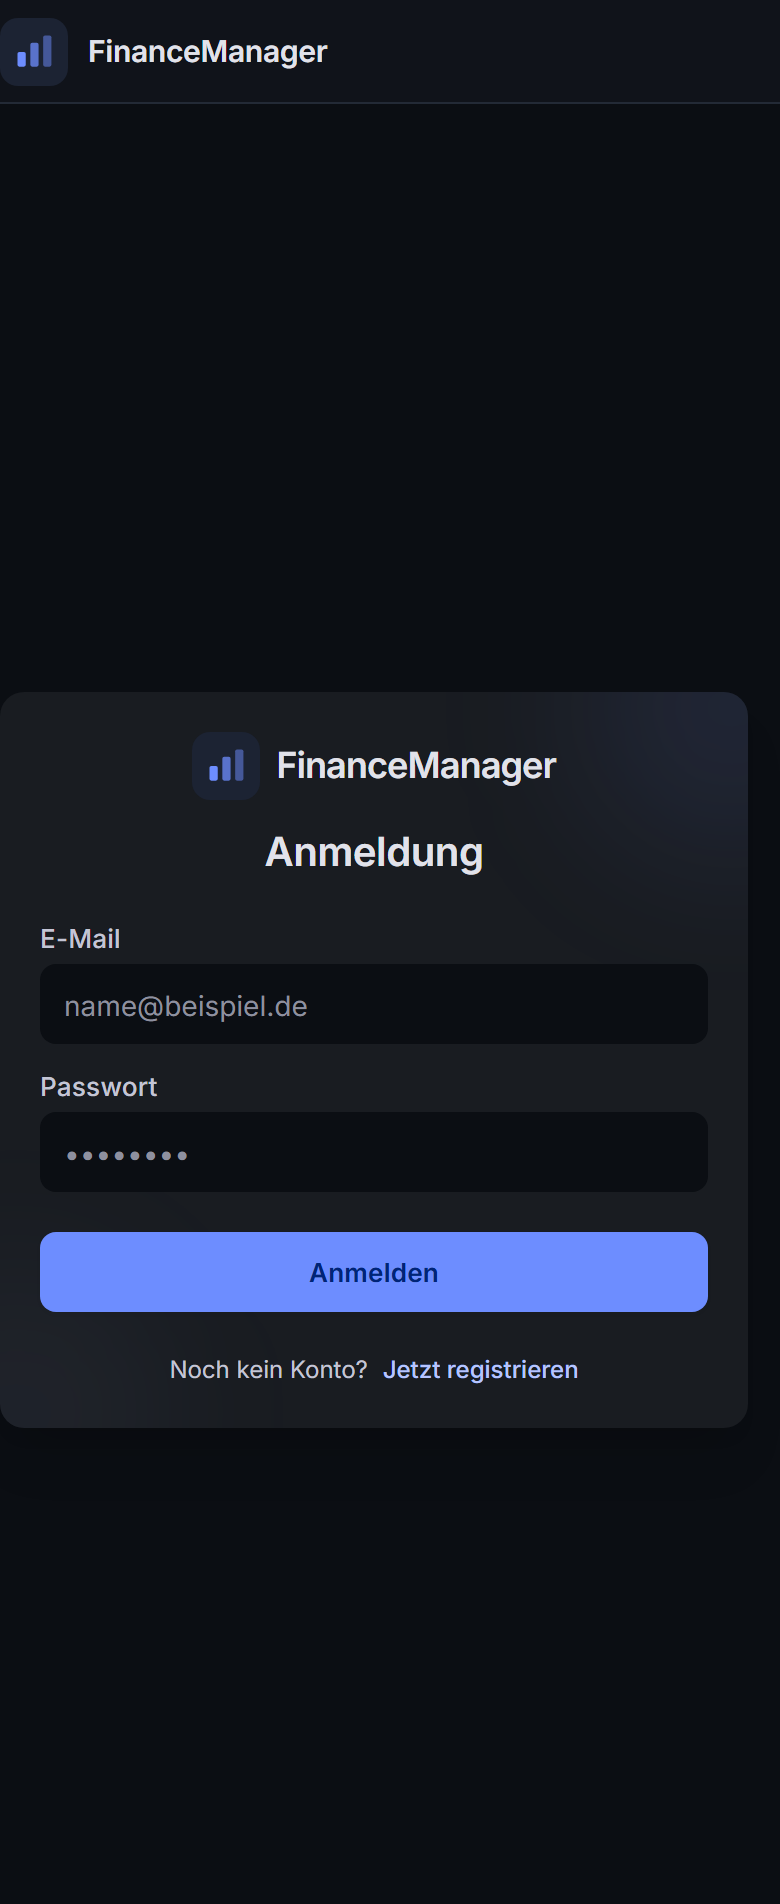 FinanceManager
FinanceManager
Anmeldung
E-Mail
name@beispiel.de
Passwort
••••••••
Anmelden
Noch kein Konto? Jetzt registrieren